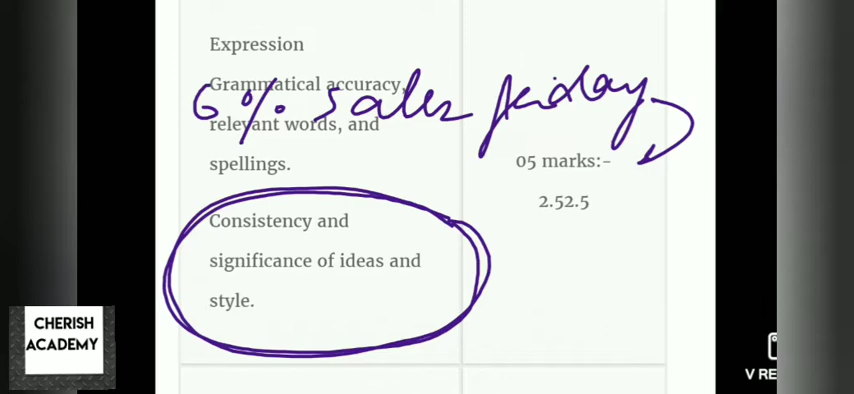 Expression
Grammatical accuracy,
6% sales friday
relevant words, and
spellings.
05 marks:-
2.52.5
Consistency and
significance of ideas and
style.
CHERISH
ACADEMY
V RE